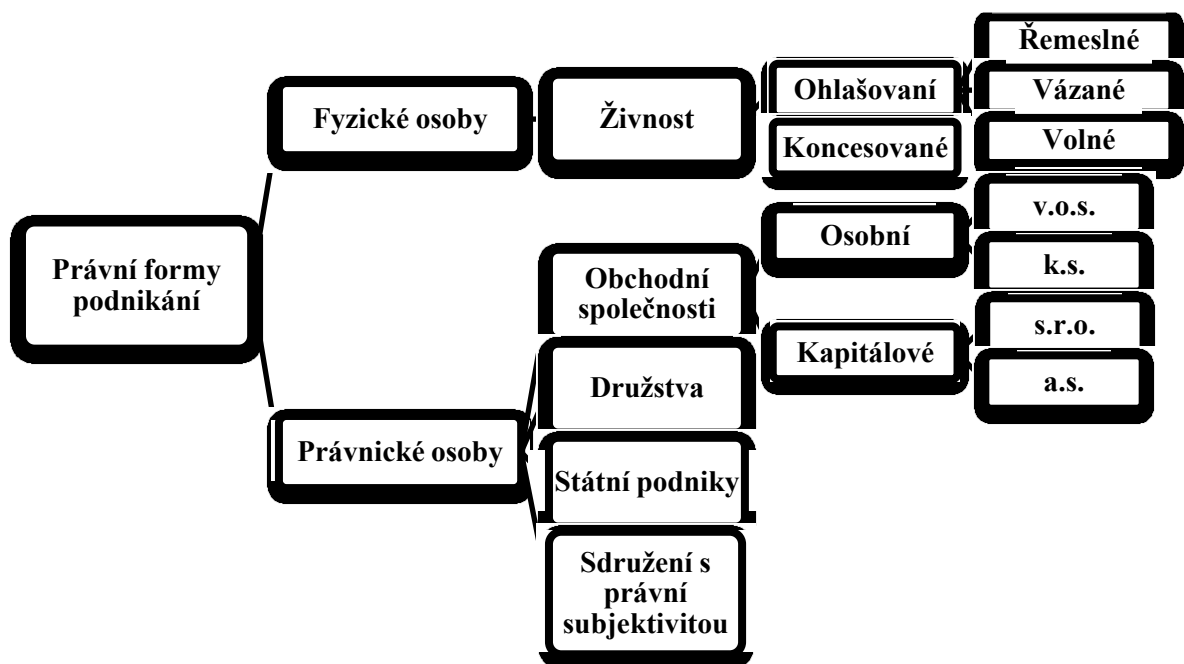 Právní formy
podnikání
Fyzické osoby
Živnost
Ohlašovaní
Řemeslné
Vázané
Volné
Koncesované
Právnické osoby
Obchodní
společnosti
Osobní
v.o.s.
k.s.
Kapitálové
s.r.o.
a.s.
Družstva
Státní podniky
Sdružení s
právní
subjektivitou